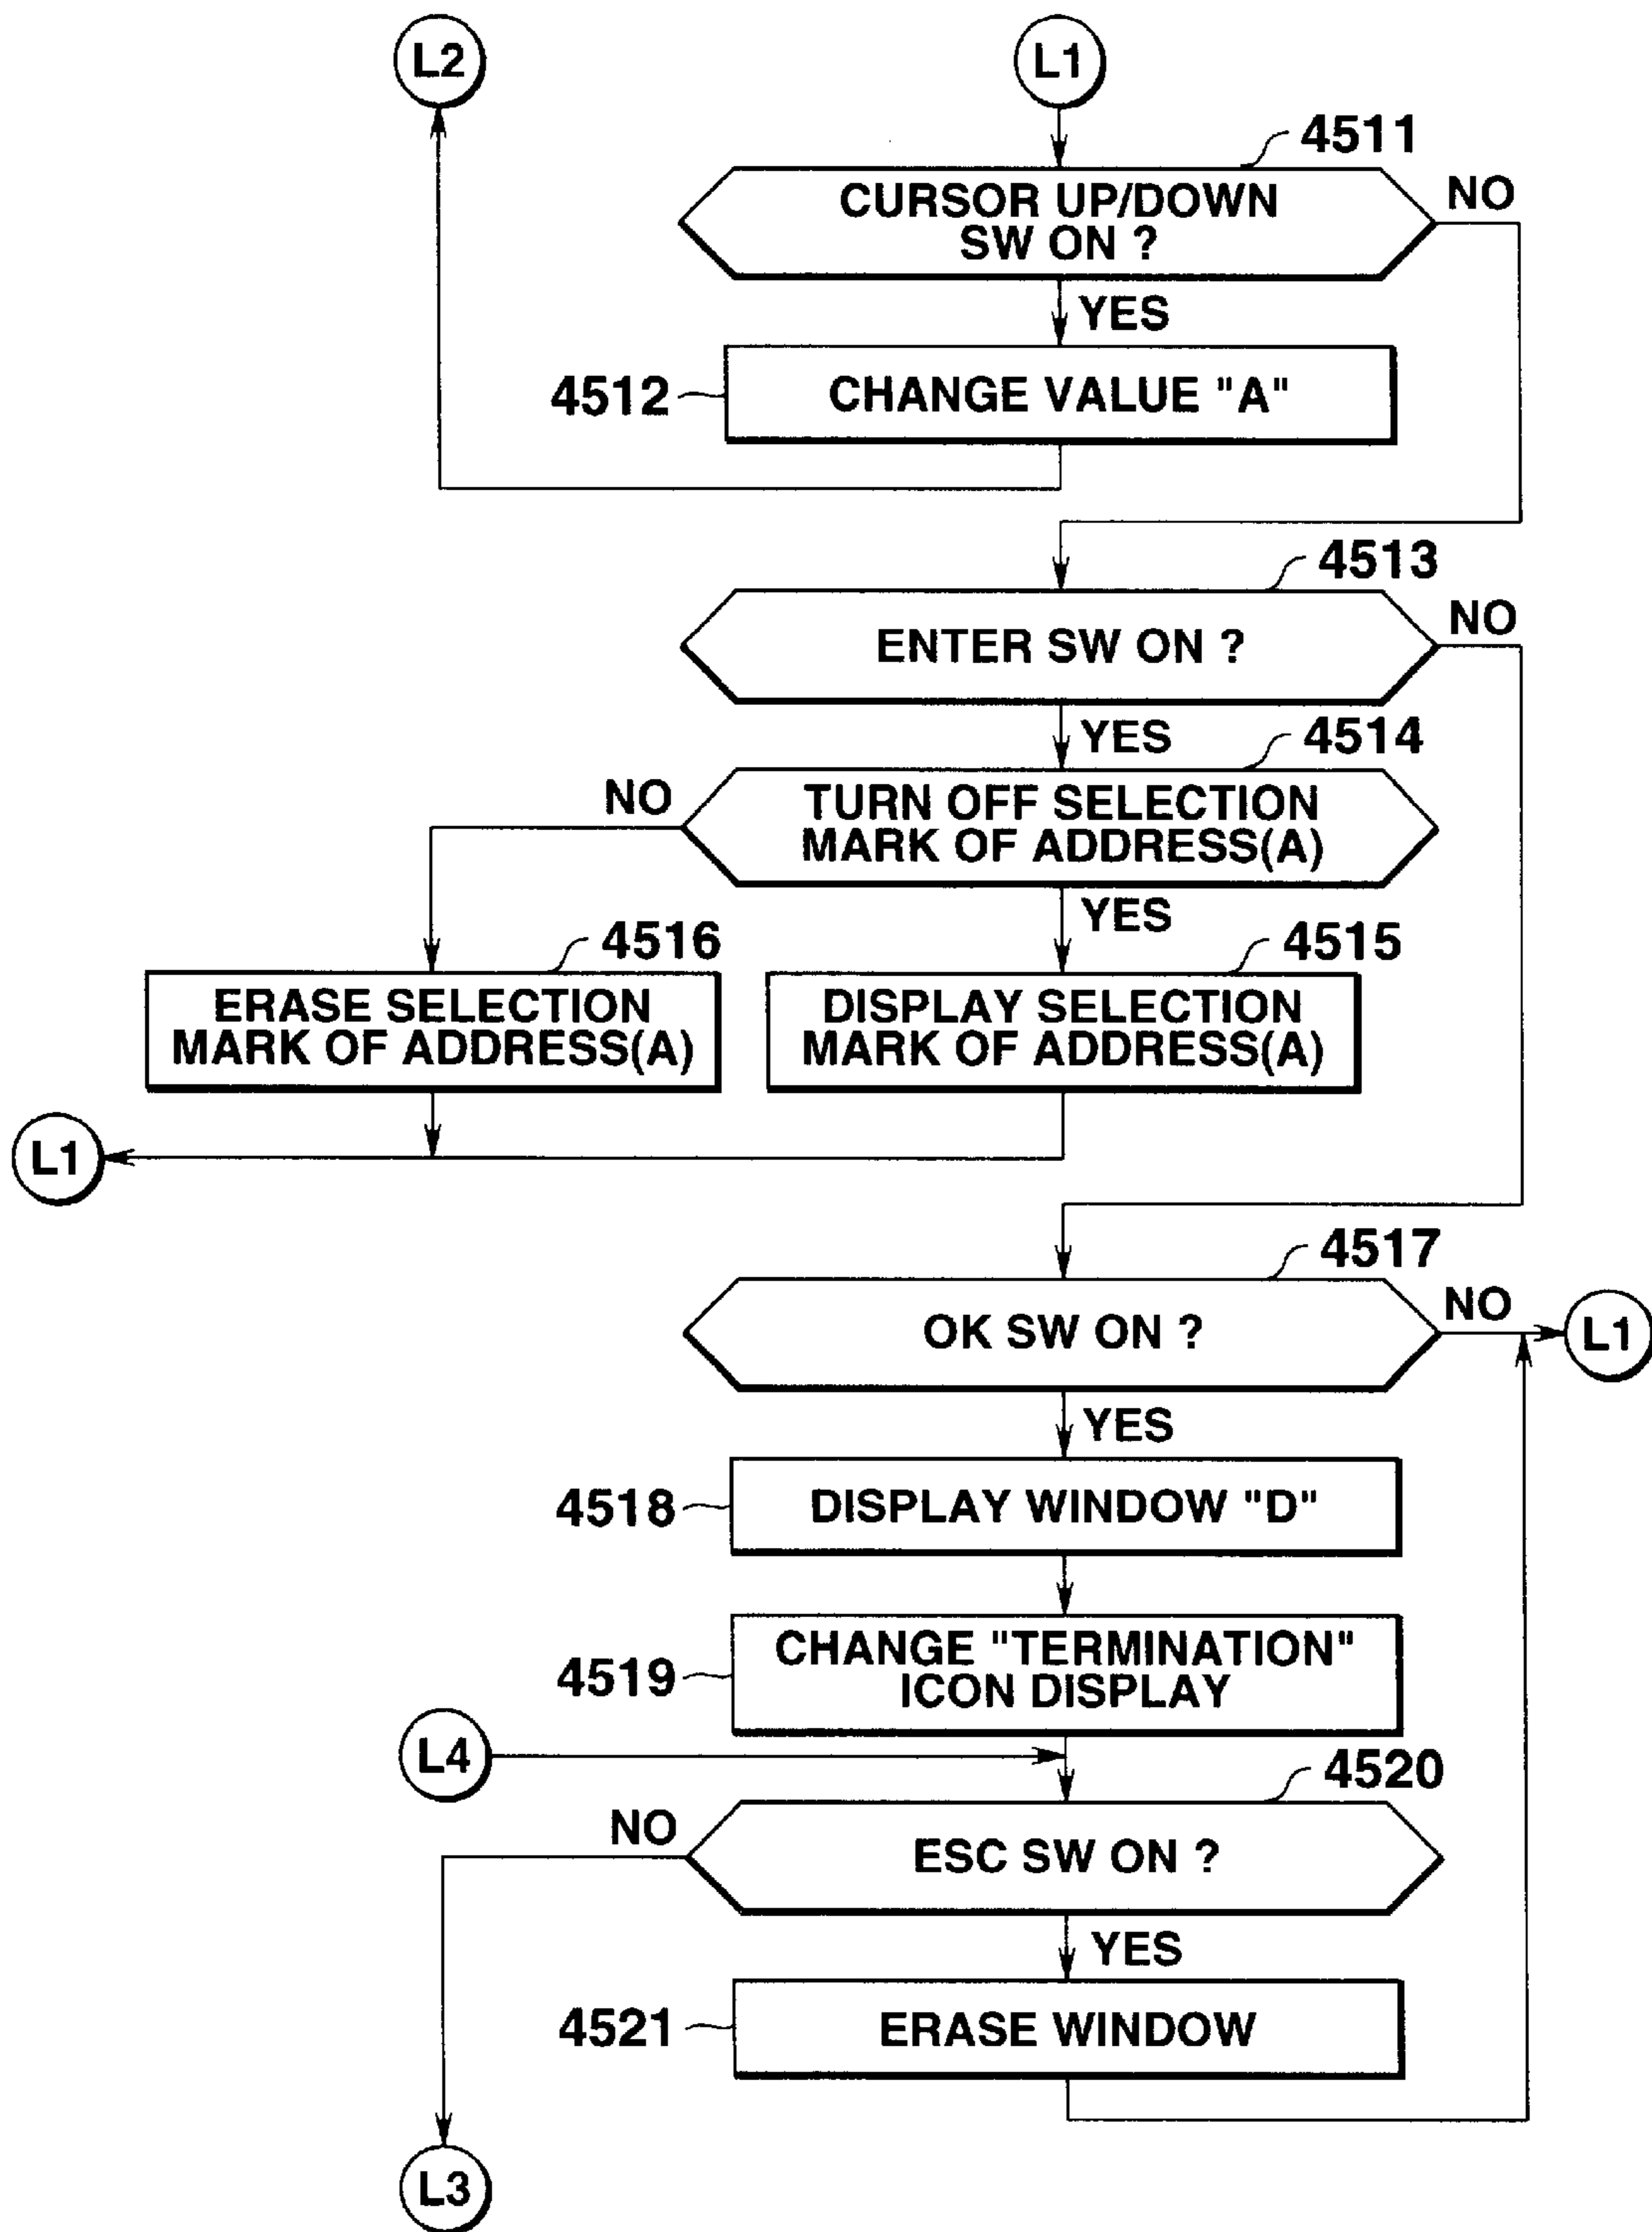 L2
L1
4511
CURSOR UP/DOWN
SW ON ?
NO
YES
4512
CHANGE VALUE "A"
4513
ENTER SW ON ?
NO
YES
4514
NO
TURN OFF SELECTION
MARK OF ADDRESS(A)
YES
4516
4515
ERASE SELECTION
MARK OF ADDRESS(A)
DISPLAY SELECTION
MARK OF ADDRESS(A)
L1
4517
OK SW ON ?
NO
L1
YES
4518
DISPLAY WINDOW "D"
4519
CHANGE "TERMINATION"
ICON DISPLAY
L4
4520
NO
ESC SW ON ?
YES
4521
ERASE WINDOW
L3